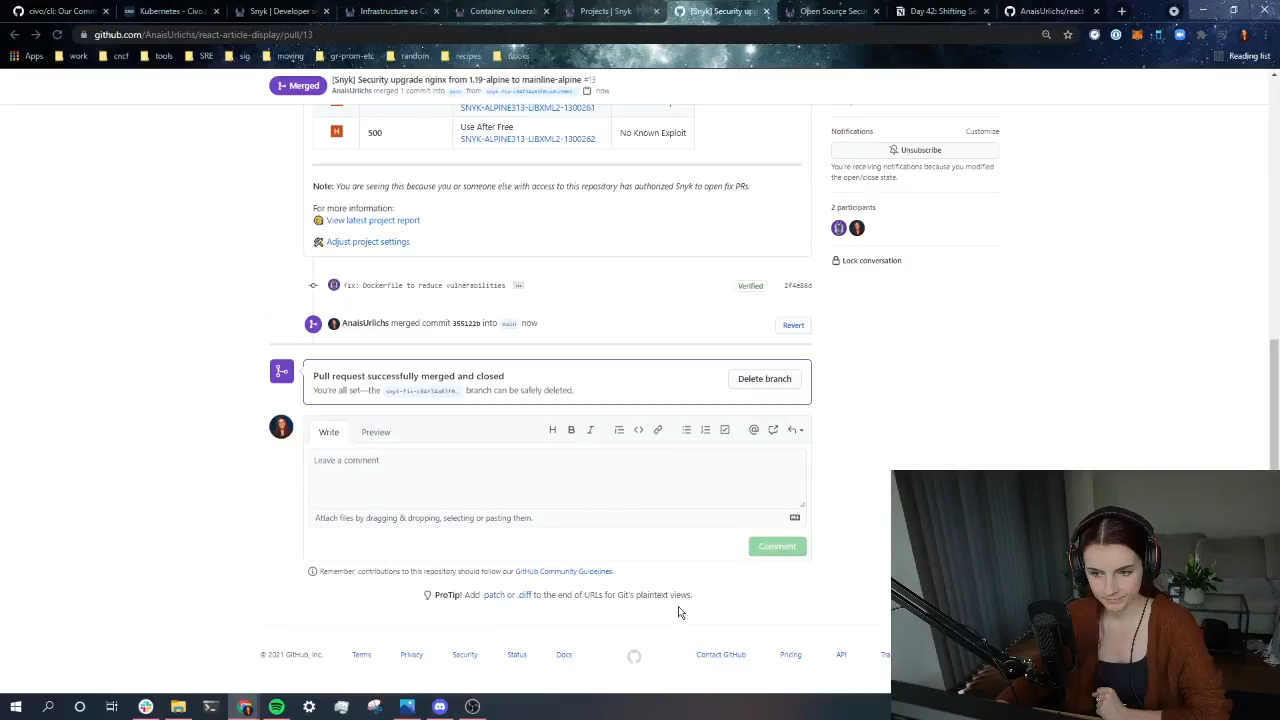 civo/cli: Our Comm
Kubernetes - Civo
Snyk | Developer s
Infrastructure as C
Container vulnerab
Projects | Snyk
[Snyk] Security up
Open Source Secu
Day 42: Shifting Se
AnaisUrlichs/react
github.com/AnaisUrlichs/react-article-display/pull/13
Apps
work
cncf
tools
SRE
sig
moving
gr-prom-etc
random
recipes
Books
Reading list
Merged
[Snyk] Security upgrade nginx from 1.19-alpine to mainline-alpine #13
AnaisUrlichs merged 1 commit into main from now
SNYK-ALPINE313-LIBXML2-1300261
H 500 Use After Free No Known Exploit
SNYK-ALPINE313-LIBXML2-1300262
Note: You are seeing this because you or someone else with access to this repository has authorized Snyk to open fix PRs.
For more information:
View latest project report
Adjust project settings
fix: Dockerfile to reduce vulnerabilities ... Verified 2f4e86d
AnaisUrlichs merged commit 355122b into main now Revert
Pull request successfully merged and closed
You're all set—the branch can be safely deleted.
Delete branch
Write Preview
Leave a comment
Attach files by dragging & dropping, selecting or pasting them.
Comment
Remember, contributions to this repository should follow our GitHub Community Guidelines.
ProTip! Add .patch or .diff to the end of URLs for Git's plaintext views.
Notifications Customize
Unsubscribe
You're receiving notifications because you modified
the open/close state.
2 participants
Lock conversation
© 2021 GitHub, Inc. Terms Privacy Security Status Docs Contact GitHub Pricing API Tra